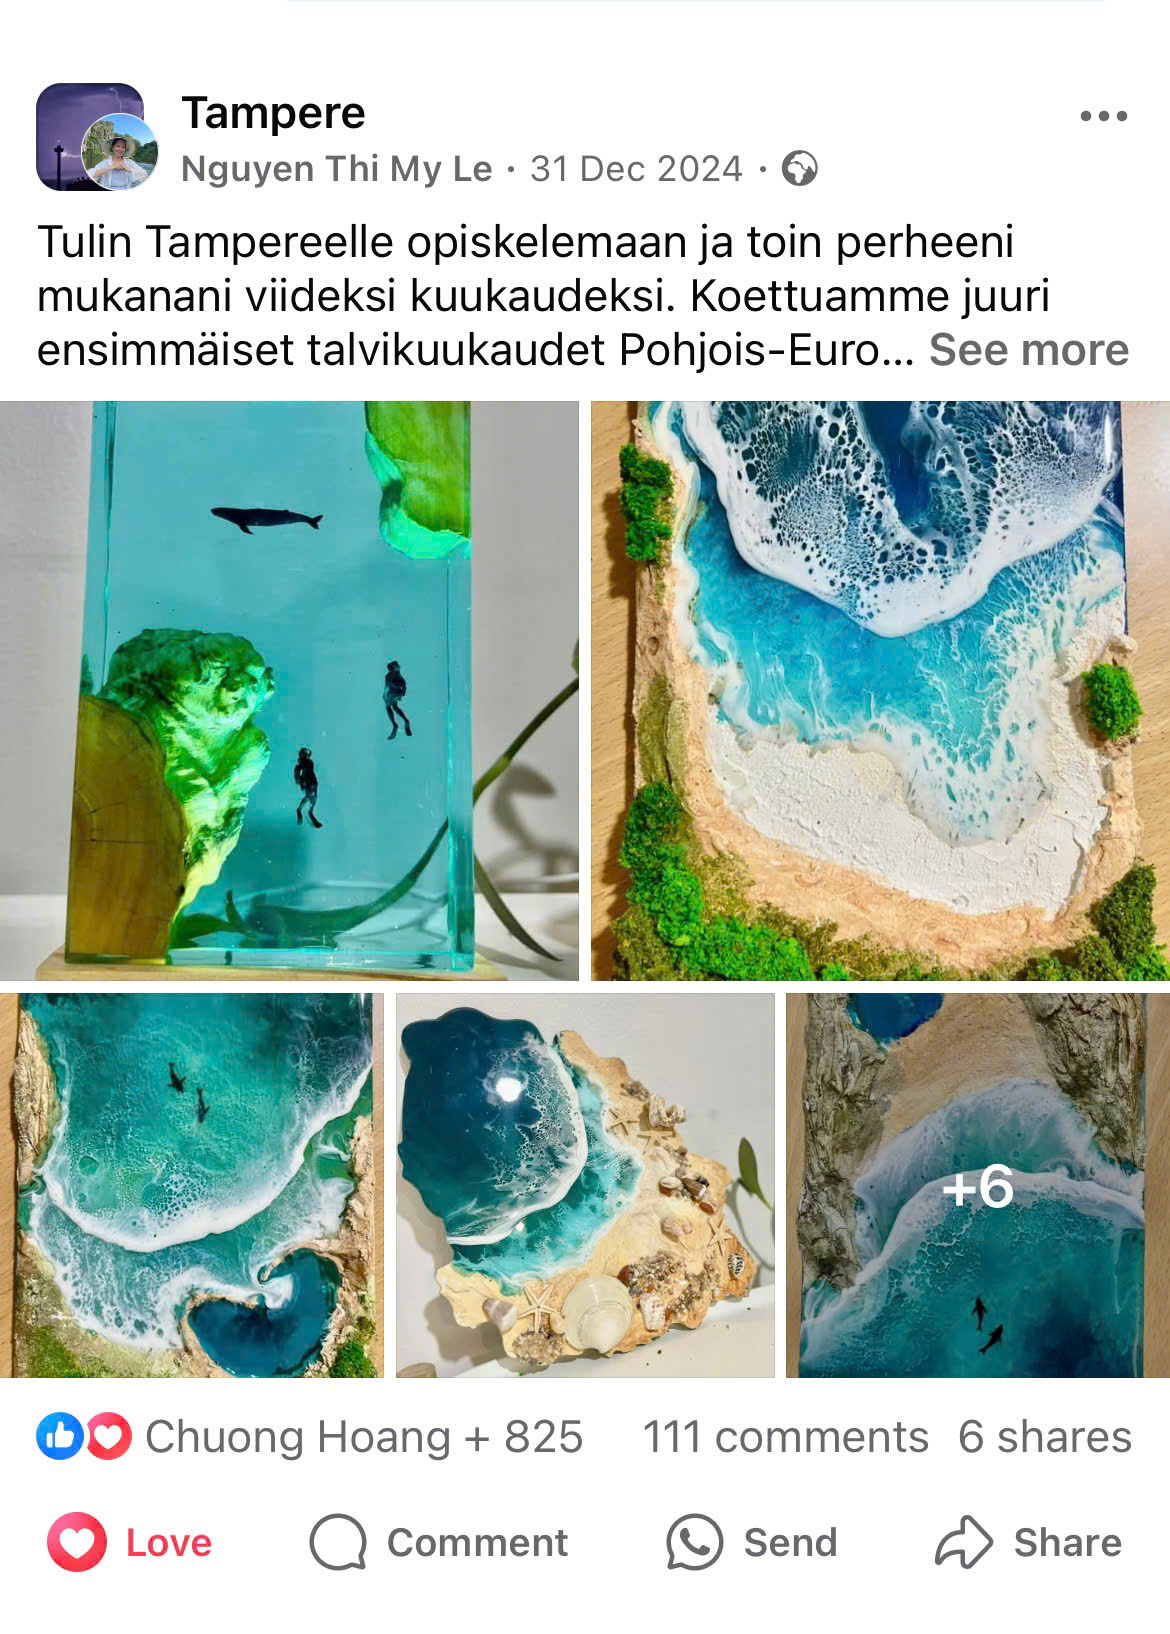 Tampere
Nguyen Thi My Le · 31 Dec 2024 ·
Tulin Tampereelle opiskelemaan ja toin perheeni
mukanani viideksi kuukaudeksi. Koettuamme juuri
ensimmäiset talvikuukaudet Pohjois-Euro... See more
+6
Chuong Hoang + 825 111 comments 6 shares
Love Comment Send Share